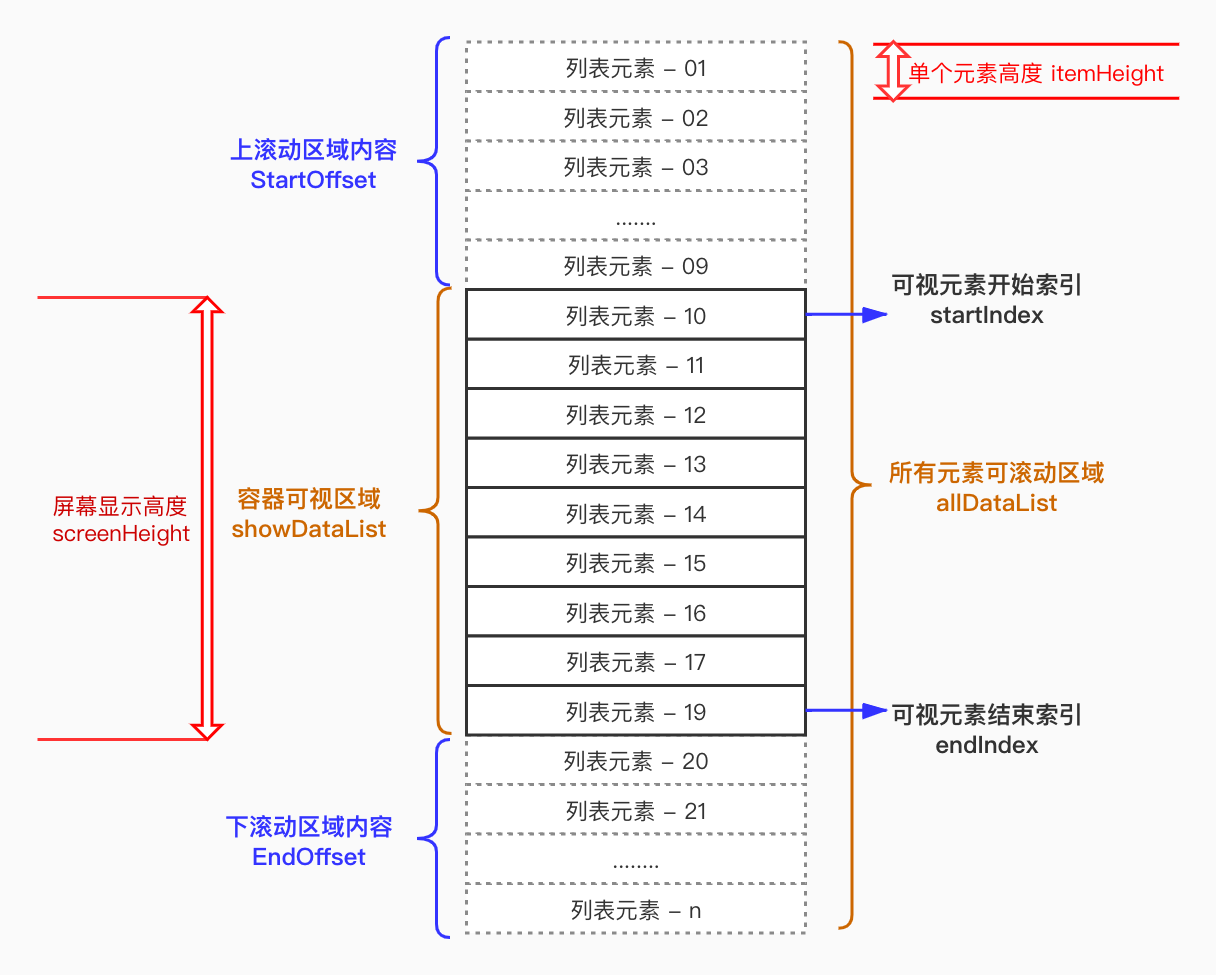 列表元素 – 01
单个元素高度 itemHeight
列表元素 – 02
上滚动区域内容
StartOffset
列表元素 – 03
.......
列表元素 – 09
可视元素开始索引
startIndex
列表元素 – 10
列表元素 – 11
列表元素 – 12
列表元素 – 13
所有元素可滚动区域
allDataList
屏幕显示高度
screenHeight
容器可视区域
showDataList
列表元素 – 14
列表元素 – 15
列表元素 – 16
列表元素 – 17
列表元素 – 19
可视元素结束索引
endIndex
列表元素 – 20
下滚动区域内容
EndOffset
列表元素 – 21
........
列表元素 – n